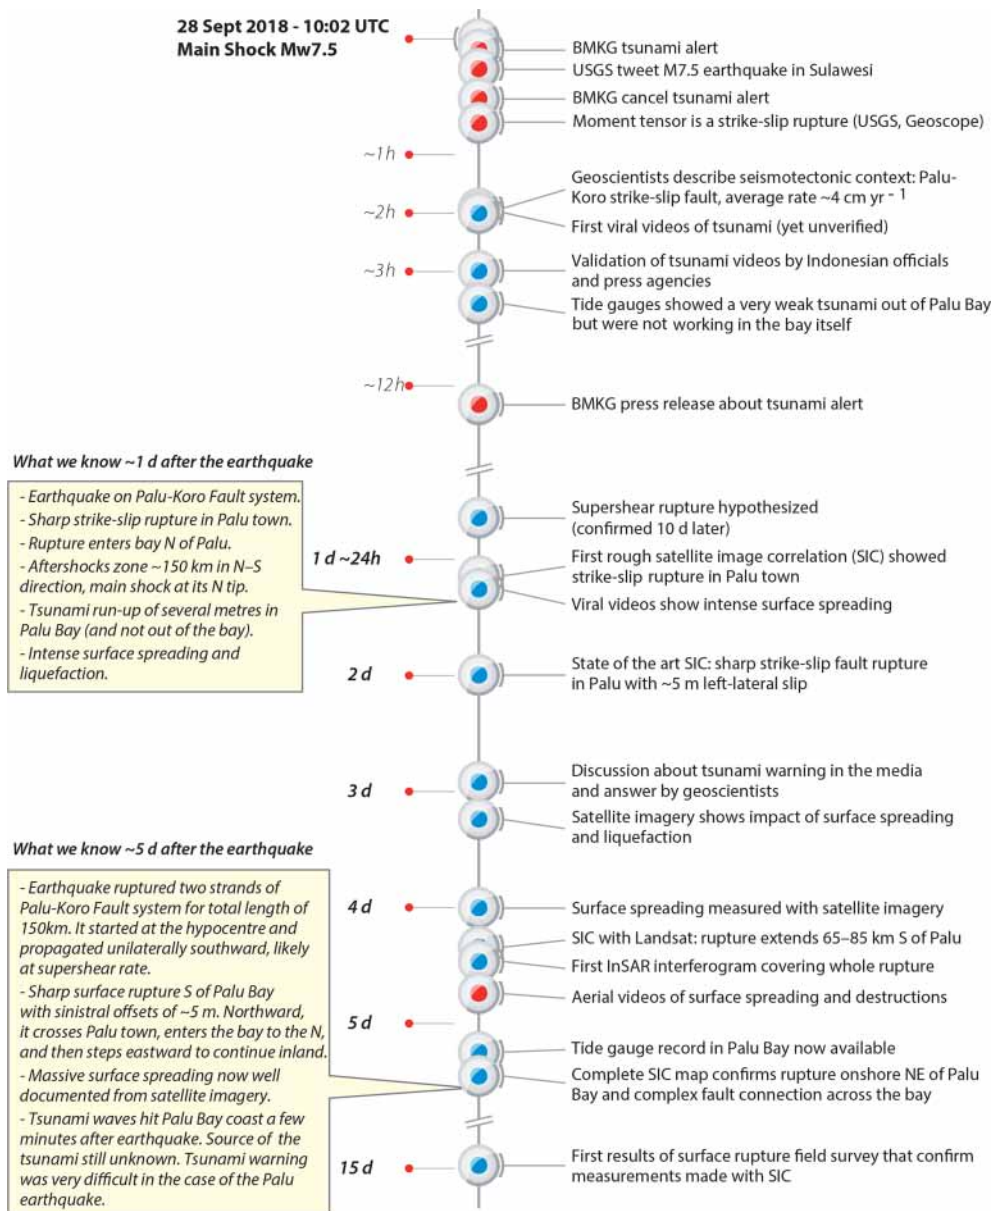 28 Sept 2018 - 10:02 UTC
Main Shock Mw7.5
BMKG tsunami alert
USGS tweet M7.5 earthquake in Sulawesi
BMKG cancel tsunami alert
Moment tensor is a strike-slip rupture (USGS, Geoscope)
~1h
Geoscientists describe seismotectonic context: Palu-
Koro strike-slip fault, average rate ~4 cm yr - 1
~2h
First viral videos of tsunami (yet unverified)
~3h
Validation of tsunami videos by Indonesian officials
and press agencies
Tide gauges showed a very weak tsunami out of Palu Bay
but were not working in the bay itself
~12h
BMKG press release about tsunami alert
What we know ~1 d after the earthquake
- Earthquake on Palu-Koro Fault system.
- Sharp strike-slip rupture in Palu town.
- Rupture enters bay N of Palu.
- Aftershocks zone ~150 km in N–S
direction, main shock at its N tip.
- Tsunami run-up of several metres in
Palu Bay (and not out of the bay).
- Intense surface spreading and
liquefaction.
Supershear rupture hypothesized
(confirmed 10 d later)
1 d ~24h
First rough satellite image correlation (SIC) showed
strike-slip rupture in Palu town
Viral videos show intense surface spreading
2 d
State of the art SIC: sharp strike-slip fault rupture
in Palu with ~5 m left-lateral slip
3 d
Discussion about tsunami warning in the media
and answer by geoscientists
Satellite imagery shows impact of surface spreading
and liquefaction
What we know ~5 d after the earthquake
- Earthquake ruptured two strands of
Palu-Koro Fault system for total length of
150km. It started at the hypocentre and
propagated unilaterally southward, likely
at supershear rate.
- Sharp surface rupture S of Palu Bay
with sinistral offsets of ~5 m. Northward,
it crosses Palu town, enters the bay to the N,
and then steps eastward to continue inland.
- Massive surface spreading now well
documented from satellite imagery.
- Tsunami waves hit Palu Bay coast a few
minutes after earthquake. Source of the
tsunami still unknown. Tsunami warning
was very difficult in the case of the Palu
earthquake.
4 d
Surface spreading measured with satellite imagery
SIC with Landsat: rupture extends 65–85 km S of Palu
First InSAR interferogram covering whole rupture
Aerial videos of surface spreading and destructions
5 d
Tide gauge record in Palu Bay now available
Complete SIC map confirms rupture onshore NE of Palu
Bay and complex fault connection across the bay
15 d
First results of surface rupture field survey that confirm
measurements made with SIC